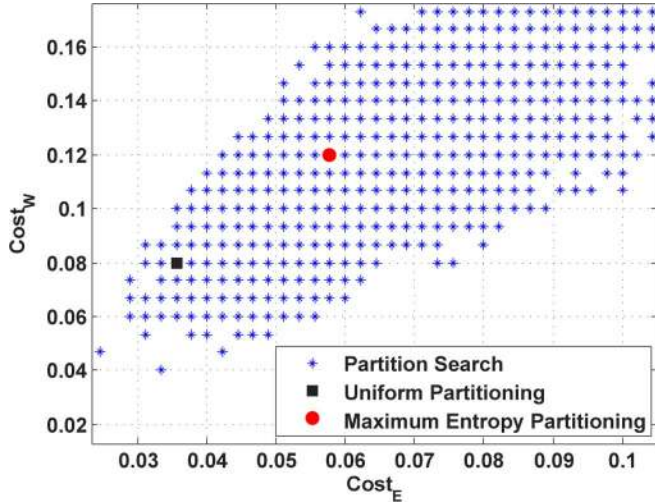 0.16
0.14
0.12
0.1
0.08
0.06
0.04
0.02
Cost_W
Partition Search
Uniform Partitioning
Maximum Entropy Partitioning
0.03 0.04 0.05 0.06 0.07 0.08 0.09 0.1
Cost_E